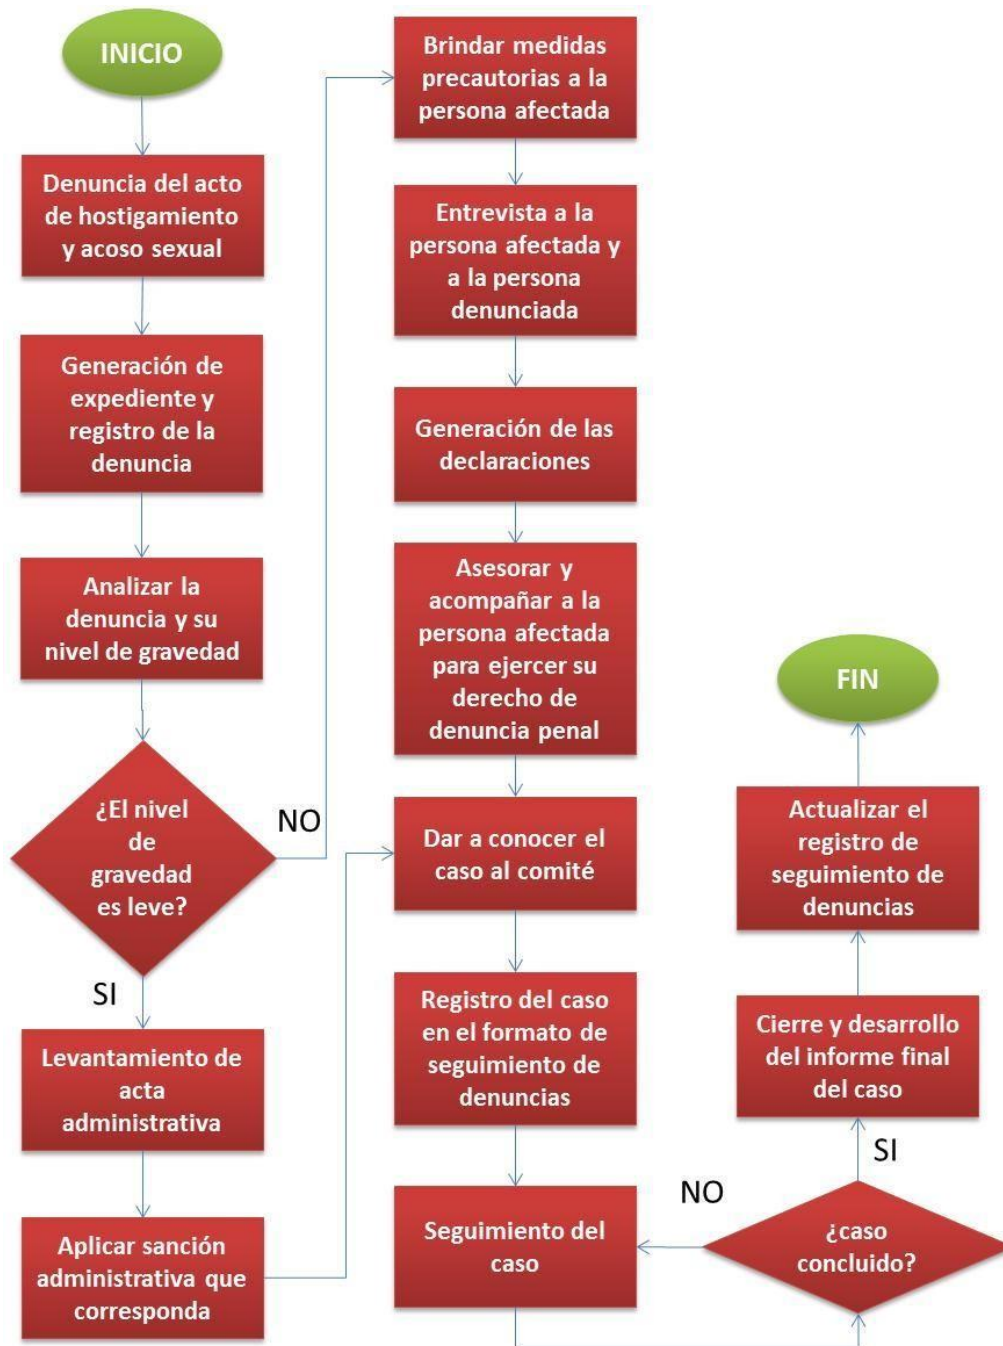 INICIO
Denuncia del acto
de hostigamiento
y acoso sexual
Generación de
expediente y
registro de la
denuncia
Analizar la
denuncia y su
nivel de gravedad
¿El nivel
de
gravedad
es leve?
NO
SI
Levantamiento de
acta
administrativa
Aplicar sanción
administrativa que
corresponda
Brindar medidas
precautorias a la
persona afectada
Entrevista a la
persona afectada y
a la persona
denunciada
Generación de las
declaraciones
Asesorar y
acompañar a la
persona afectada
para ejercer su
derecho de
denuncia penal
Dar a conocer el
caso al comité
Registro del caso
en el formato de
seguimiento de
denuncias
Seguimiento del
caso
¿caso
concluido?
NO
SI
Cierre y desarrollo
del informe final
del caso
Actualizar el
registro de
seguimiento de
denuncias
FIN